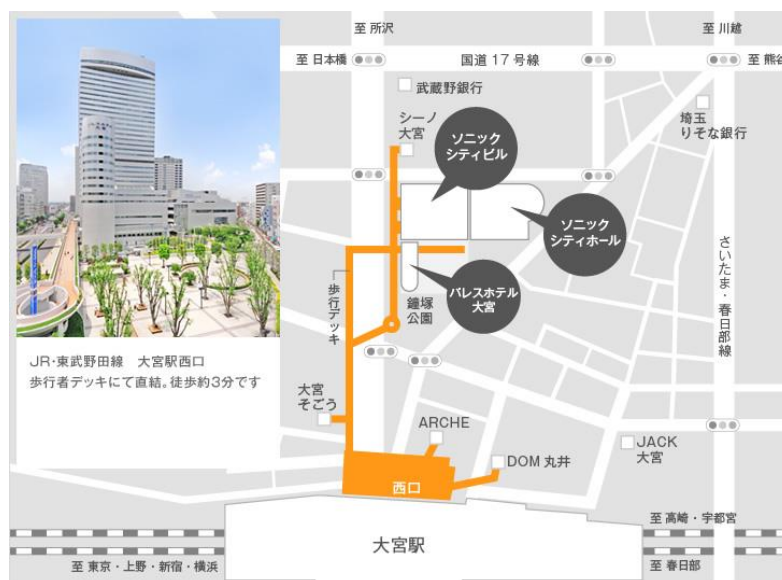 至 所沢
至 川越
至 日本橋
国道 17 号線
至 熊谷
武蔵野銀行
シーノ
大宮
埼玉
りそな銀行
ソニック
シティビル
ソニック
シティホール
パレスホテル
大宮
鐘塚
公園
歩行デッキ
さいたま・春日部線
JR・東武野田線　大宮駅西口
歩行者デッキにて直結。徒歩約3分です
大宮
そごう
ARCHE
DOM 丸井
JACK
大宮
西口
大宮駅
至 高崎・宇都宮
至 東京・上野・新宿・横浜
至 春日部